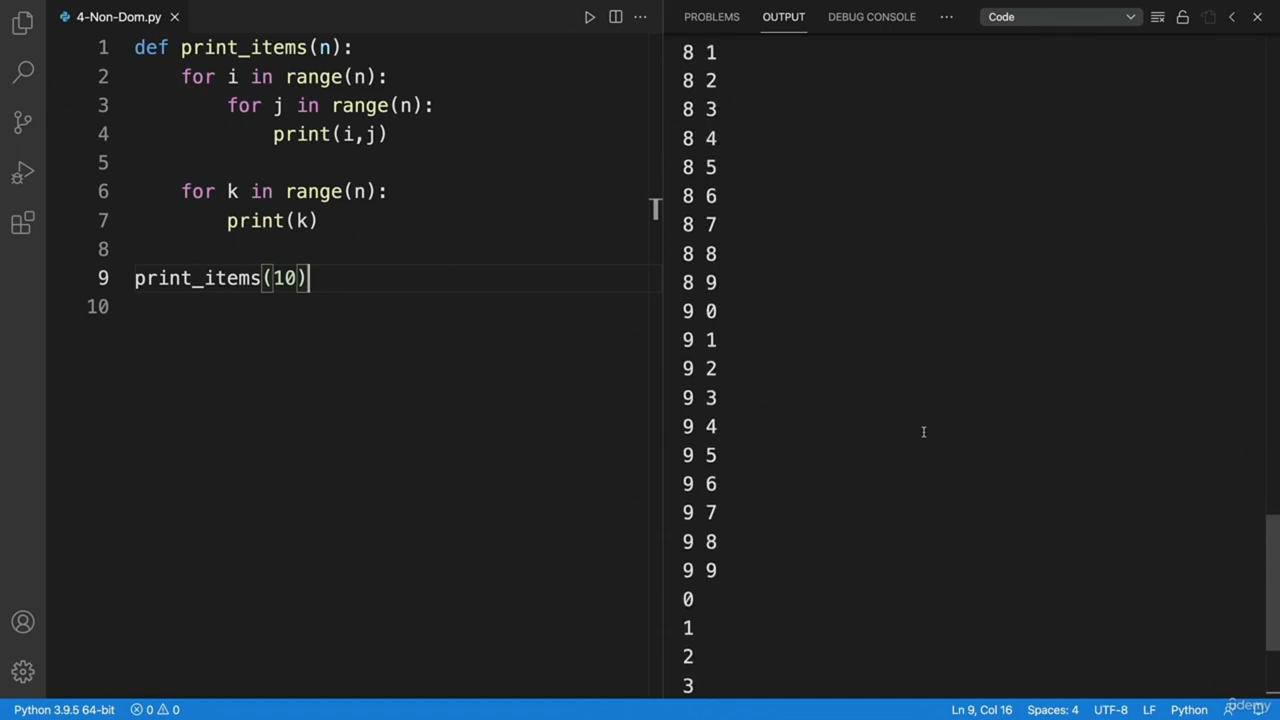 4-Non-Dom.py
1 def print_items(n):
2 for i in range(n):
3 for j in range(n):
4 print(i,j)
5
6 for k in range(n):
7 print(k)
8
9 print_items(10)
10
PROBLEMS OUTPUT DEBUG CONSOLE ··· Code
8 1
8 2
8 3
8 4
8 5
8 6
8 7
8 8
8 9
9 0
9 1
9 2
9 3
9 4
9 5
9 6
9 7
9 8
9 9
0
1
2
3
Python 3.9.5 64-bit 0 0 Ln 9, Col 16 Spaces: 4 UTF-8 LF Python
udemy